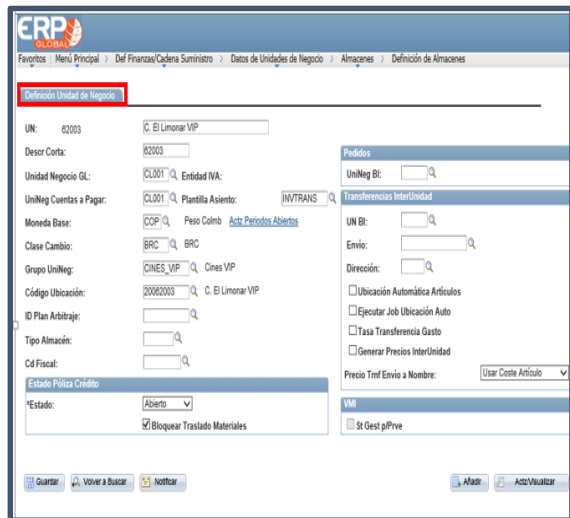 ERP
GLOBAL
Favoritos Menú Principal > Def Finanzas/Cadena Suministro > Datos de Unidades de Negocio > Almacenes > Definición de Almacenes
Definición Unidad de Negocio
UN: 62003 C. El Limonar VIP
Descr Corta: 62003
Unidad Negocio GL: CL001 Entidad IVA:
UniNeg Cuentas a Pagar: CL001 Plantilla Asiento: INVTRANS
Moneda Base: COP Peso Colmb Actz Periodos Abiertos
Clase Cambio: BRC BRC
Grupo UniNeg: CINES_VIP Cines VIP
Código Ubicación: 20062003 C. El Limonar VIP
ID Plan Arbitraje:
Tipo Almacén:
Cd Fiscal:
Estado Póliza Crédito
*Estado: Abierto
Bloquear Traslado Materiales
Pedidos
UniNeg BI:
Transferencias InterUnidad
UN BI:
Envío:
Dirección:
Ubicación Automática Artículos
Ejecutar Job Ubicación Auto
Tasa Transferencia Gasto
Generar Precios InterUnidad
Precio Trnf Envío a Nombre: Usar Coste Artículo
VMI
St Gest p/Prve
Guardar Volver a Buscar Notificar Añadir Actz/Visualizar